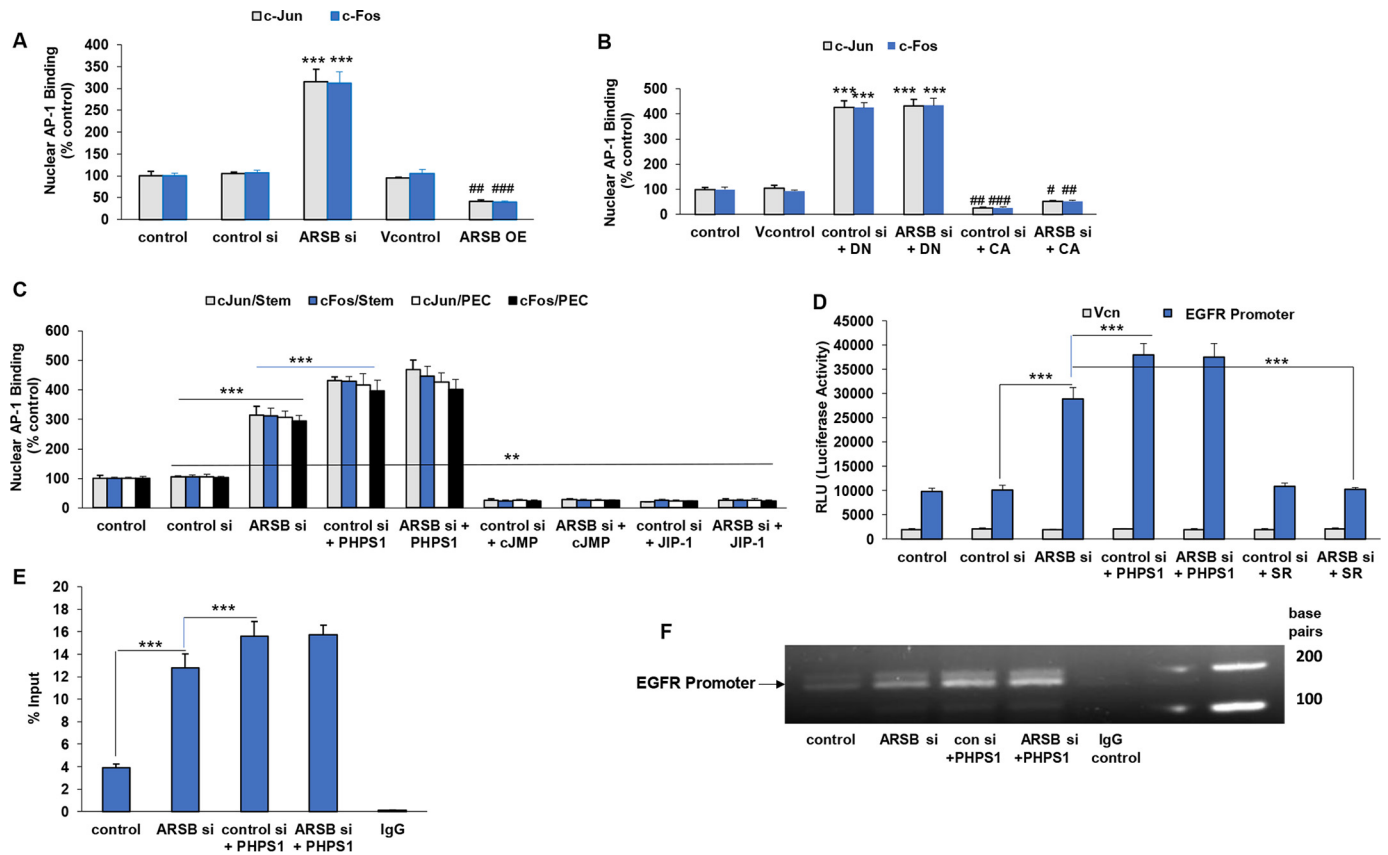 A
c-Jun c-Fos
Nuclear AP-1 Binding
(% control)
400
350
300
250
200
150
100
50
0
*** ***
## ###
control control si ARSB si Vcontrol ARSB OE
B
c-Jun c-Fos
Nuclear AP-1 Binding
(% control)
500
400
300
200
100
0
*** *** *** ***
## ### # ##
control Vcontrol control si ARSB si control si ARSB si
+ DN + DN + CA + CA
C
cJun/Stem cFos/Stem cJun/PEC cFos/PEC
Nuclear AP-1 Binding
(% control)
600
500
400
300
200
100
0
***
***
**
control control si ARSB si control si ARSB si + control si ARSB si + control si ARSB si +
+ PHPS1 PHPS1 + cJMP cJMP + JIP-1 JIP-1
D
Vcn EGFR Promoter
RLU (Luciferase Activity)
45000
40000
35000
30000
25000
20000
15000
10000
5000
0
***
***
***
control control si ARSB si control si ARSB si control si ARSB si
+ PHPS1 + PHPS1 + SR + SR
E
% Input
20
18
16
14
12
10
8
6
4
2
0
***
***
control ARSB si control si ARSB si IgG
+ PHPS1 + PHPS1
F
base
pairs
200
100
EGFR Promoter
control ARSB si con si ARSB si IgG
+PHPS1 +PHPS1 control